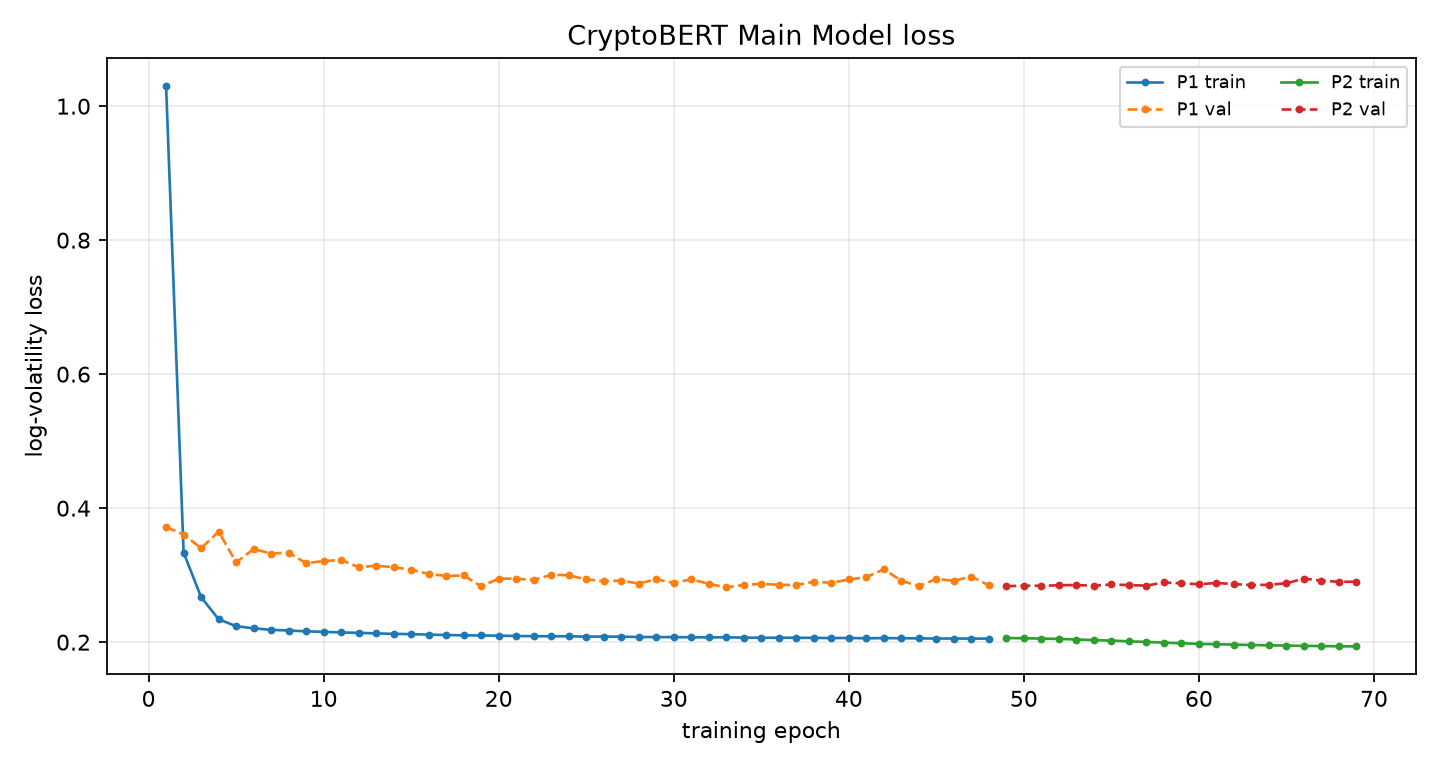 CryptoBERT Main Model loss
P1 train
P2 train
P1 val
P2 val
log-volatility loss
1.0
0.8
0.6
0.4
0.2
0 10 20 30 40 50 60 70
training epoch